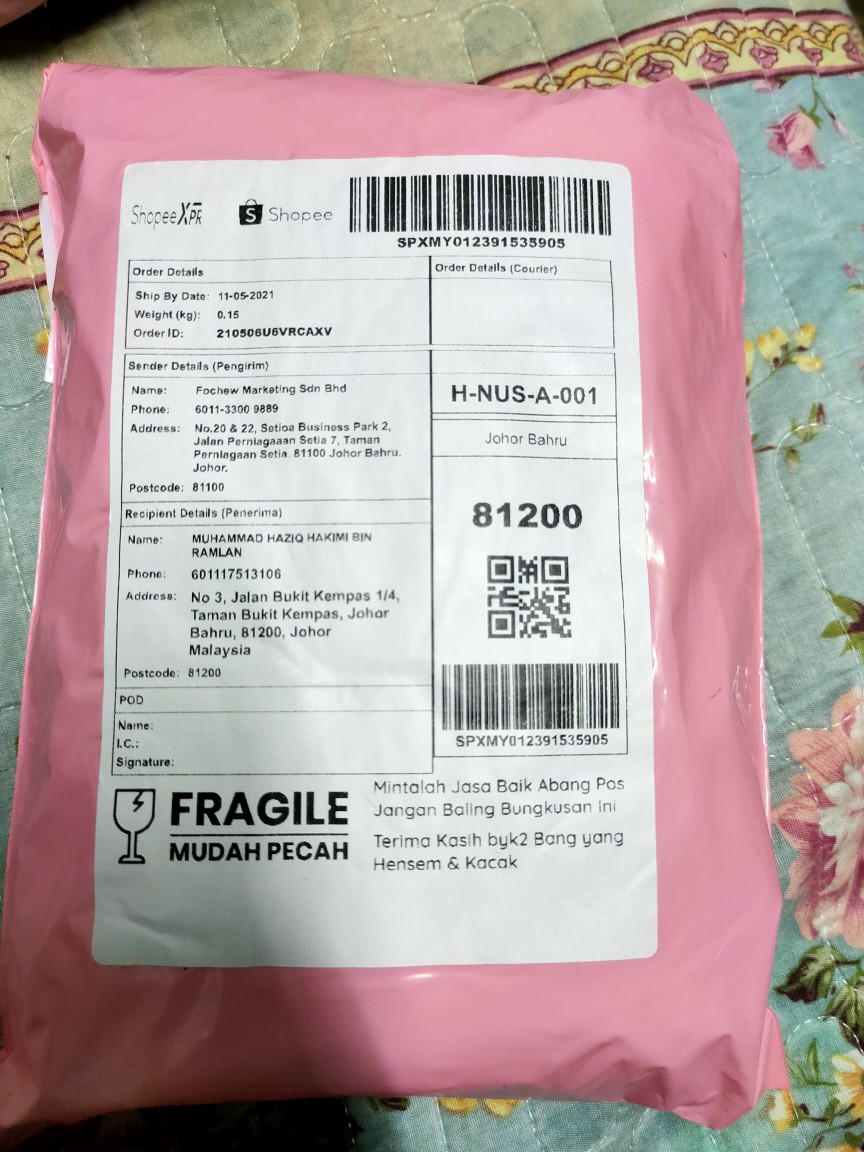 ShopeeXPR
S Shopee
SPXMY012391535905
Order Details
Ship By Date: 11-05-2021
Weight (kg): 0.15
Order ID: 210506U6VRCAXV
Order Details (Courier)
Sender Details (Pengirim)
Name: Fochew Marketing Sdn Bhd
Phone: 6011-3300 9889
Address: No.20 & 22, Setioa Business Park 2,
Jalan Perniagaaan Setia 7, Taman
Perniagaan Setia. 81100 Johor Bahru.
Johor.
Postcode: 81100
Recipient Details (Penerima)
Name: MUHAMMAD HAZIQ HAKIMI BIN
RAMLAN
Phone: 601117513106
Address: No 3, Jalan Bukit Kempas 1/4,
Taman Bukit Kempas, Johor
Bahru, 81200, Johor
Malaysia
Postcode: 81200
POD
Name:
I.C.:
Signature:
H-NUS-A-001
Johor Bahru
81200
SPXMY012391535905
FRAGILE
MUDAH PECAH
Mintalah Jasa Baik Abang Pos
Jangan Baling Bungkusan Ini
Terima Kasih byk2 Bang yang
Hensem & Kacak